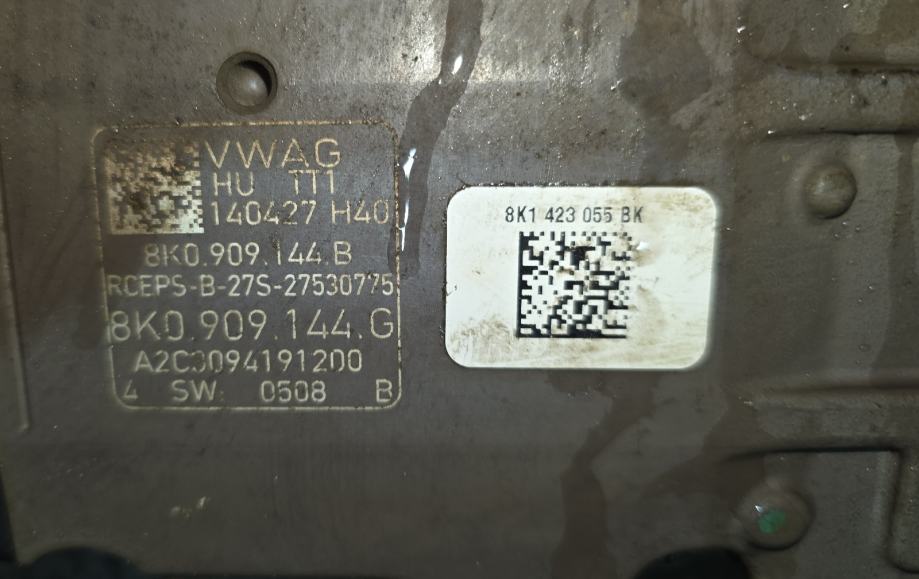 VWAG
HU TT1
140427 H40
8K0.909.144.B
RCEPS-B-27S-27530775
8K0.909.144.G
A2C3094191200
4 SW: 0508 B
8K1 423 055 BK